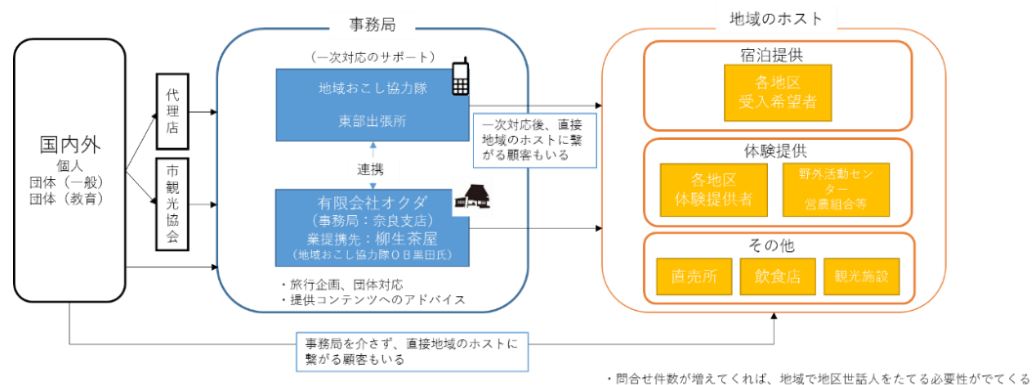 国内外
個人
団体（一般）
団体（教育）
代理店
市観光協会
事務局
（一次対応のサポート）
地域おこし協力隊
東部出張所
連携
有限会社オクダ
（事務局：奈良支店）
業提携先：柳生茶屋
（地域おこし協力隊ＯＢ黒田氏）
・旅行企画、団体対応
・提供コンテンツへのアドバイス
一次対応後、直接
地域のホストに繋
がる顧客もいる
事務局を介さず、直接地域のホストに
繋がる顧客もいる
地域のホスト
宿泊提供
各地区
受入希望者
体験提供
各地区
体験提供者
野外活動セン
ター
営農組合等
その他
直売所
飲食店
観光施設
・問合せ件数が増えてくれば、地域で地区世話人をたてる必要性がでてくる